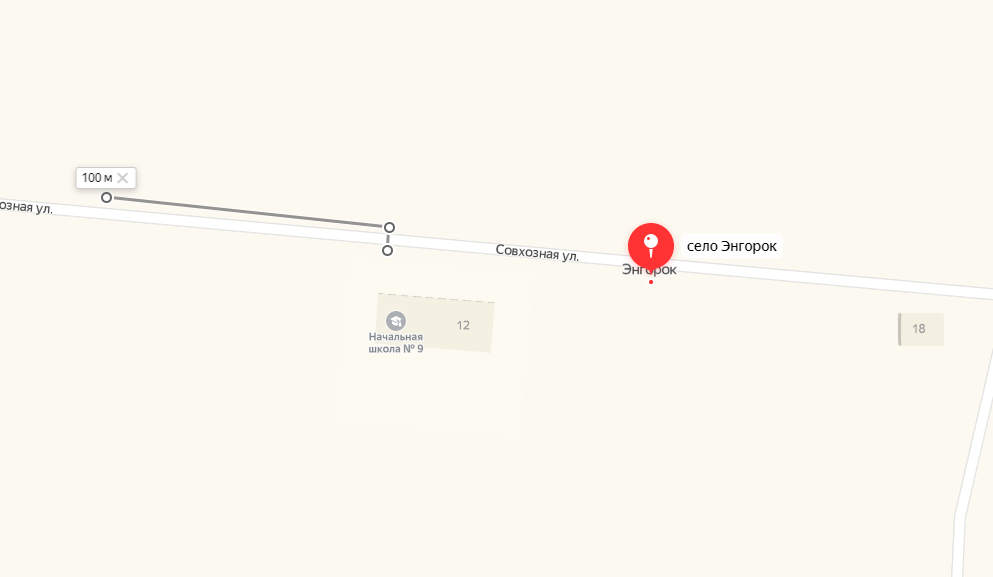 100 м
озная ул.
Совхозная ул.
село Энгорок
Энгорок
12
Начальная
школа № 9
18